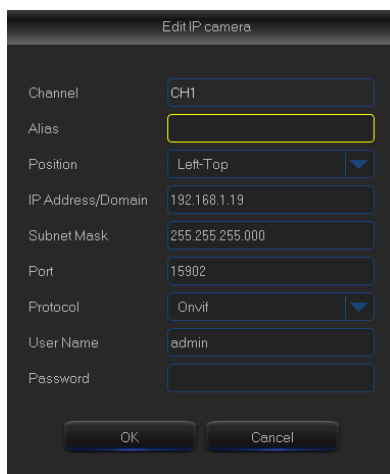 Edit IP camera
Channel CH1
Alias
Position Left-Top
IP Address/Domain 192.168.1.19
Subnet Mask 255.255.255.000
Port 15902
Protocol Onvif
User Name admin
Password
OK Cancel